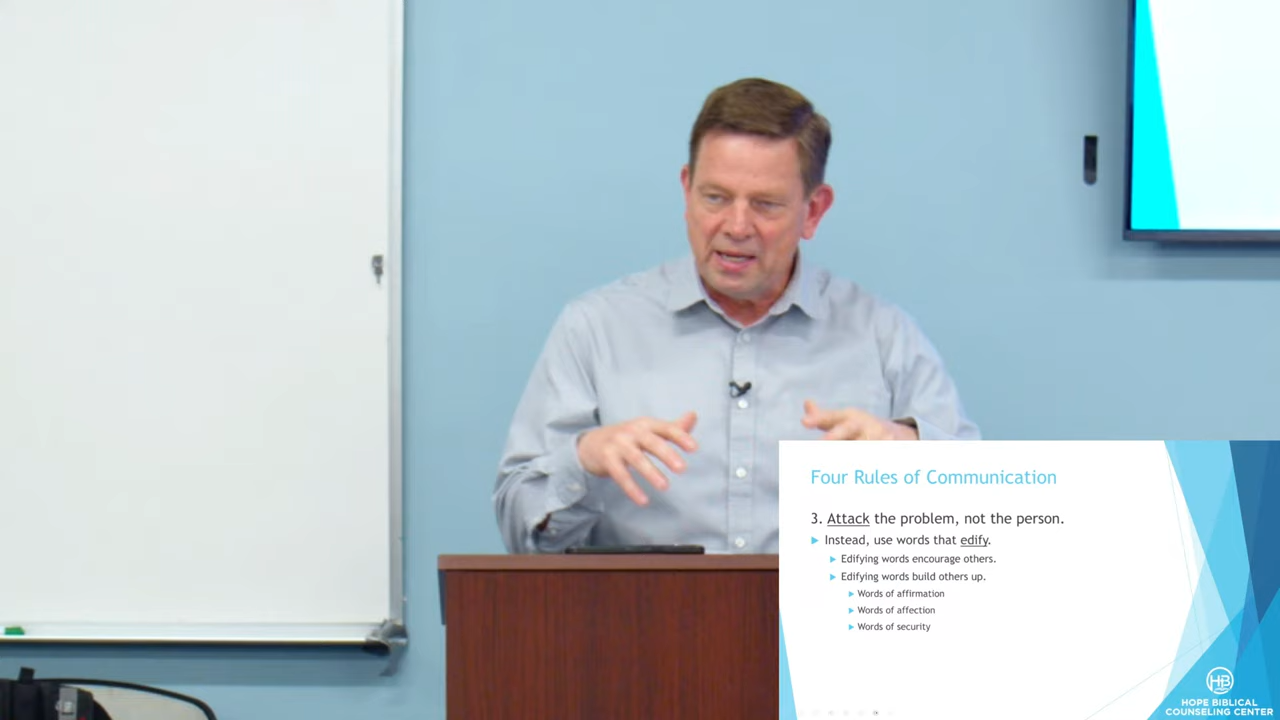 Four Rules of Communication
3. Attack the problem, not the person.
Instead, use words that edify.
Edifying words encourage others.
Edifying words build others up.
Words of affirmation
Words of affection
Words of security
HB
HOPE BIBLICAL
COUNSELING CENTER